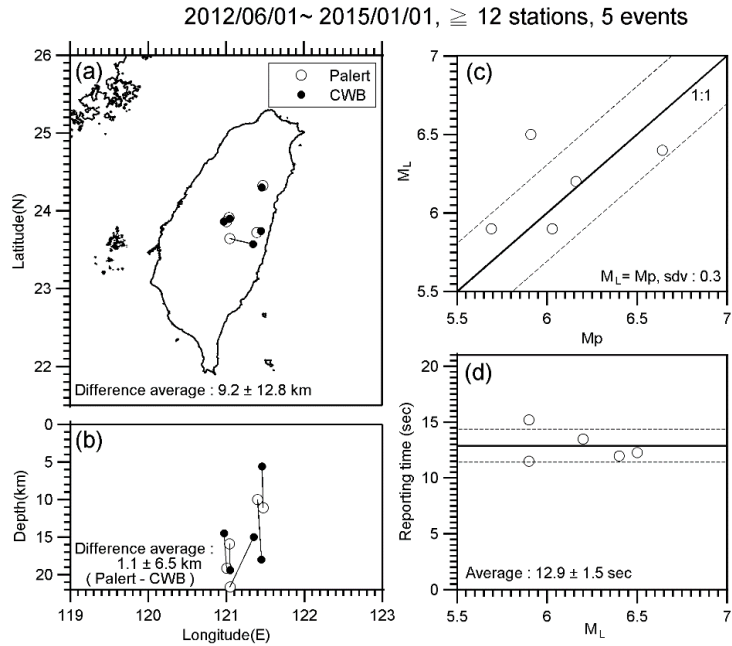 2012/06/01~ 2015/01/01, ≧ 12 stations, 5 events
(a)
Palert
CWB
26
25
24
23
22
Latitude(N)
Difference average : 9.2 ± 12.8 km
(b)
0
5
10
15
20
Depth(km)
Difference average :
1.1 ± 6.5 km
( Palert - CWB )
119
120
121
122
123
Longitude(E)
(c)
7
6.5
6
5.5
ML
1:1
ML= Mp, sdv : 0.3
5.5
6
6.5
7
Mp
(d)
20
15
10
5
0
Reporting time (sec)
Average : 12.9 ± 1.5 sec
5.5
6
6.5
7
ML